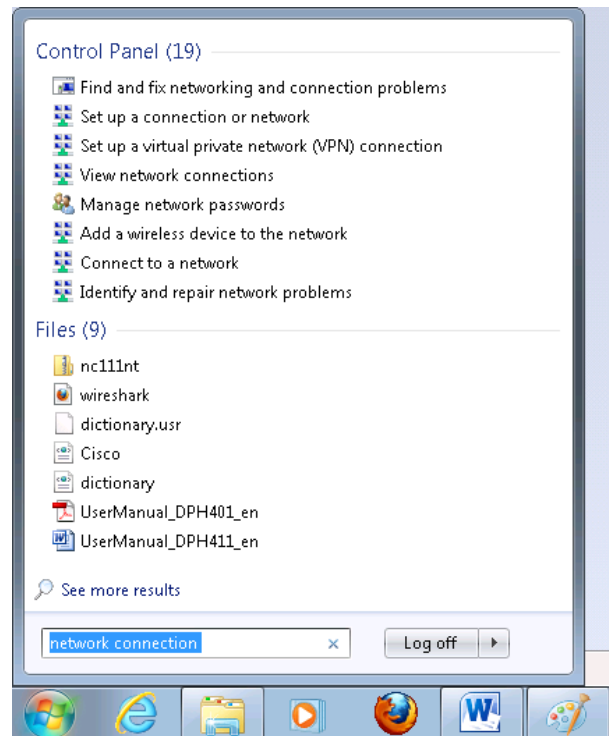 Control Panel (19)
Find and fix networking and connection problems
Set up a connection or network
Set up a virtual private network (VPN) connection
View network connections
Manage network passwords
Add a wireless device to the network
Connect to a network
Identify and repair network problems
Files (9)
nc111nt
wireshark
dictionary.usr
Cisco
dictionary
UserManual_DPH401_en
UserManual_DPH411_en
See more results
network connection
Log off